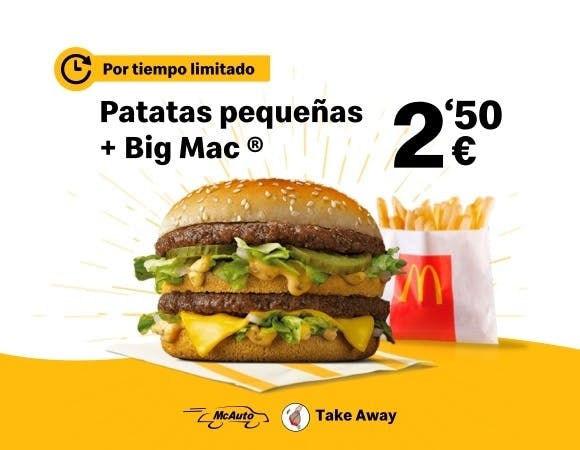 Por tiempo limitado
Patatas pequeñas
+ Big Mac ®
2'50
€
McAuto
Take Away